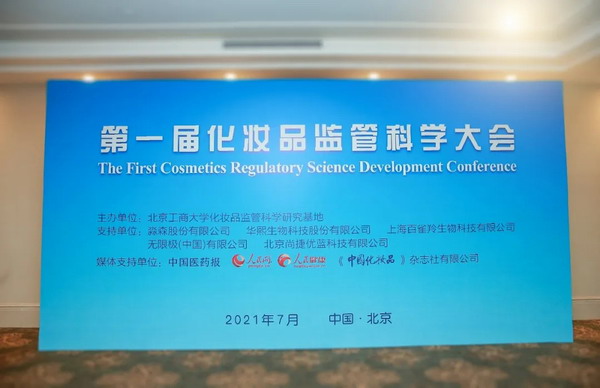 第一届化妆品监管科学大会
The First Cosmetics Regulatory Science Development Conference
主办单位:北京工商大学化妆品监管科学研究基地
支持单位:淼森股份有限公司 华熙生物科技股份有限公司 上海百雀羚生物科技有限公司
无限极(中国)有限公司 北京尚捷优蓝科技有限公司
媒体支持单位:中国医药报 人民网 人民健康 《中国化妆品》杂志社有限公司
2021年7月 中国·北京